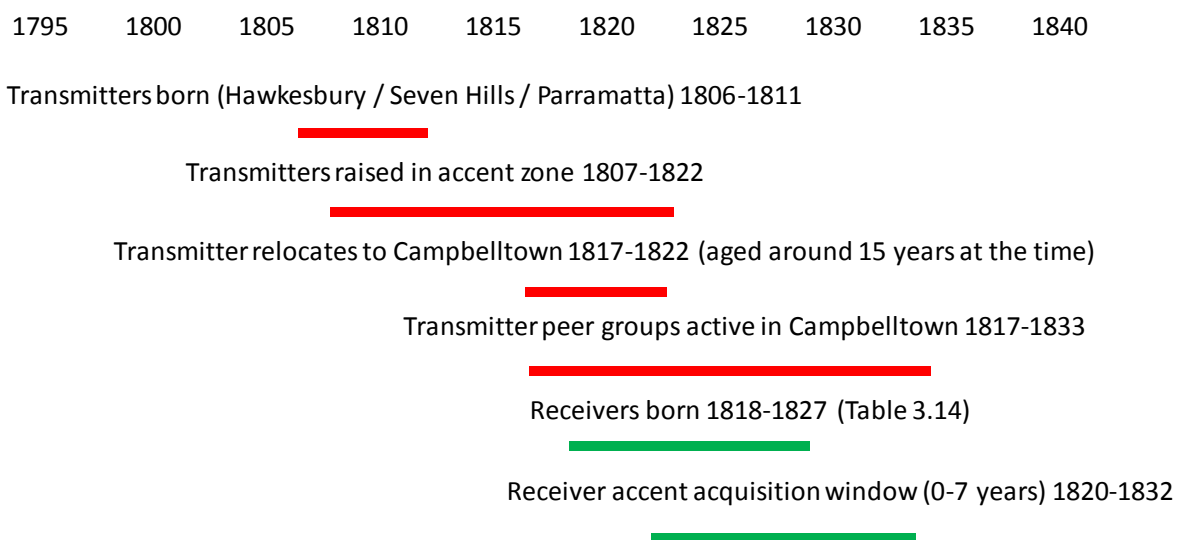 1795 1800 1805 1810 1815 1820 1825 1830 1835 1840
Transmitters born (Hawkesbury / Seven Hills / Parramatta) 1806-1811
Transmitters raised in accent zone 1807-1822
Transmitter relocates to Campbelltown 1817-1822 (aged around 15 years at the time)
Transmitter peer groups active in Campbelltown 1817-1833
Receivers born 1818-1827 (Table 3.14)
Receiver accent acquisition window (0-7 years) 1820-1832